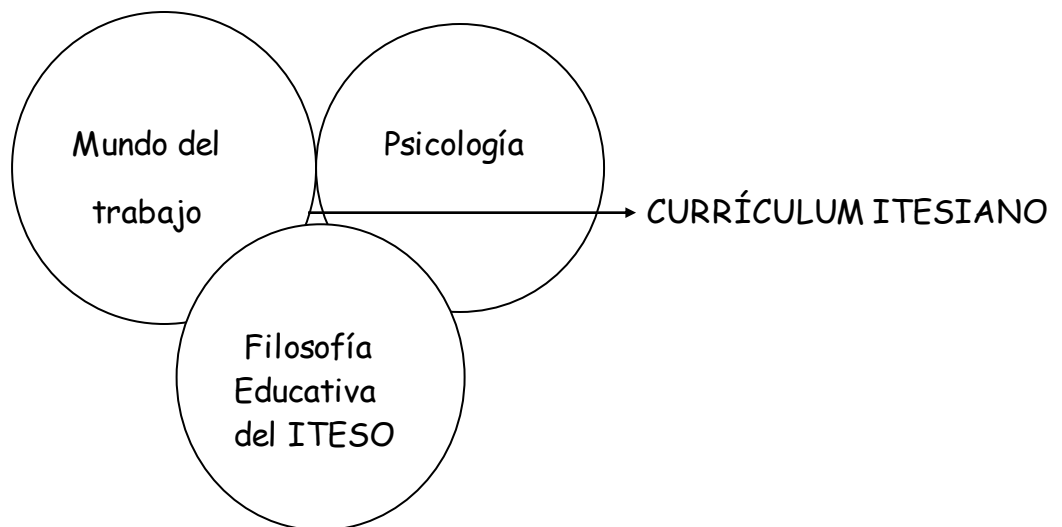 Mundo del
trabajo
Psicología
CURRÍCULUM ITESIANO
Filosofía
Educativa
del ITESO